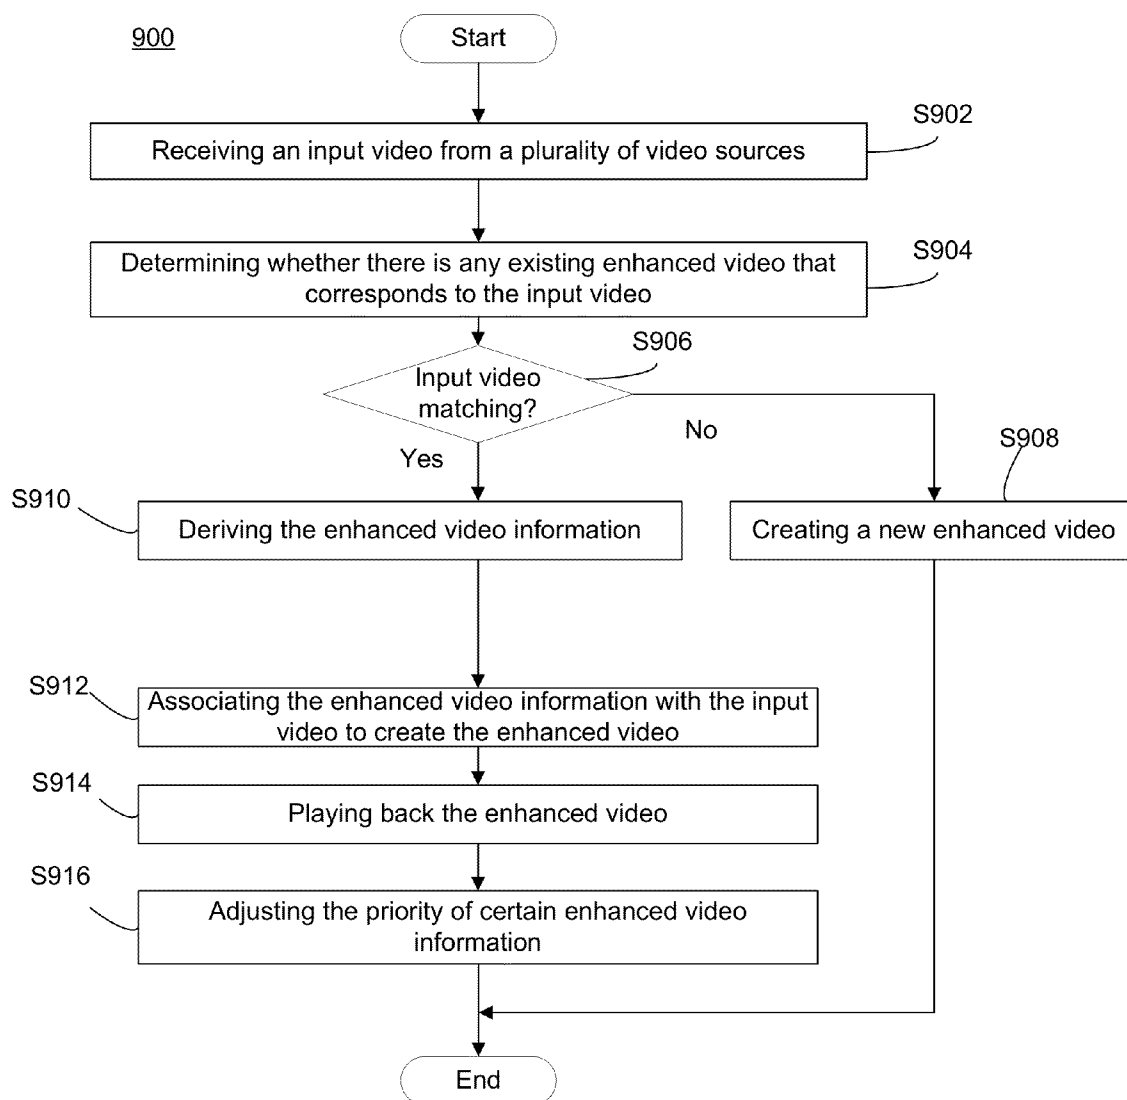 900
Start
S902
Receiving an input video from a plurality of video sources
S904
Determining whether there is any existing enhanced video that
corresponds to the input video
S906
Input video
matching?
No
Yes
S908
S910
Deriving the enhanced video information
Creating a new enhanced video
S912
Associating the enhanced video information with the input
video to create the enhanced video
S914
Playing back the enhanced video
S916
Adjusting the priority of certain enhanced video
information
End